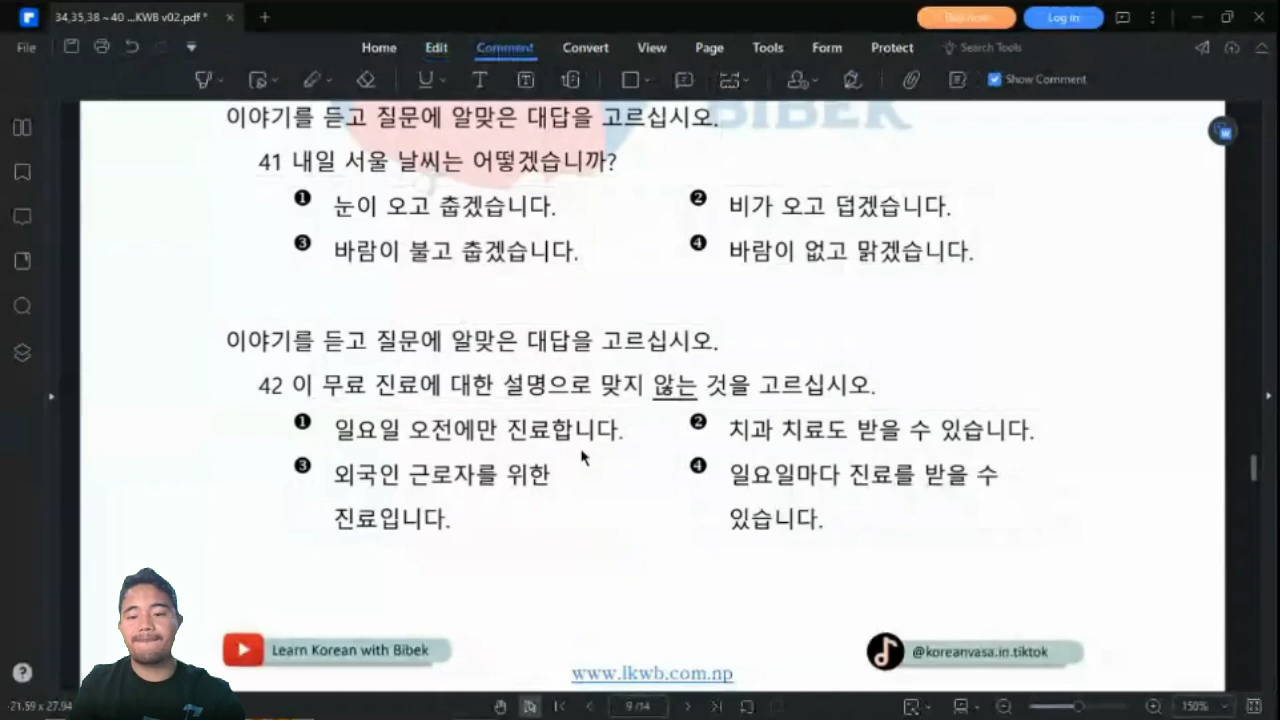 34,35,38 ~ 40 ...KWB v02.pdf *
Buy now
Log in
File
Home
Edit
Comment
Convert
View
Page
Tools
Form
Protect
Search Tools
Show Comment
BIBEK
이야기를 듣고 질문에 알맞은 대답을 고르십시오.
41 내일 서울 날씨는 어떻겠습니까?
❶ 눈이 오고 춥겠습니다.
❷ 비가 오고 덥겠습니다.
❸ 바람이 불고 춥겠습니다.
❹ 바람이 없고 맑겠습니다.
이야기를 듣고 질문에 알맞은 대답을 고르십시오.
42 이 무료 진료에 대한 설명으로 맞지 않는 것을 고르십시오.
❶ 일요일 오전에만 진료합니다.
❷ 치과 치료도 받을 수 있습니다.
❸ 외국인 근로자를 위한
진료입니다.
❹ 일요일마다 진료를 받을 수
있습니다.
Learn Korean with Bibek
www.lkwb.com.np
@koreanvasa.in.tiktok
21.59 x 27.94
9 /14
150%